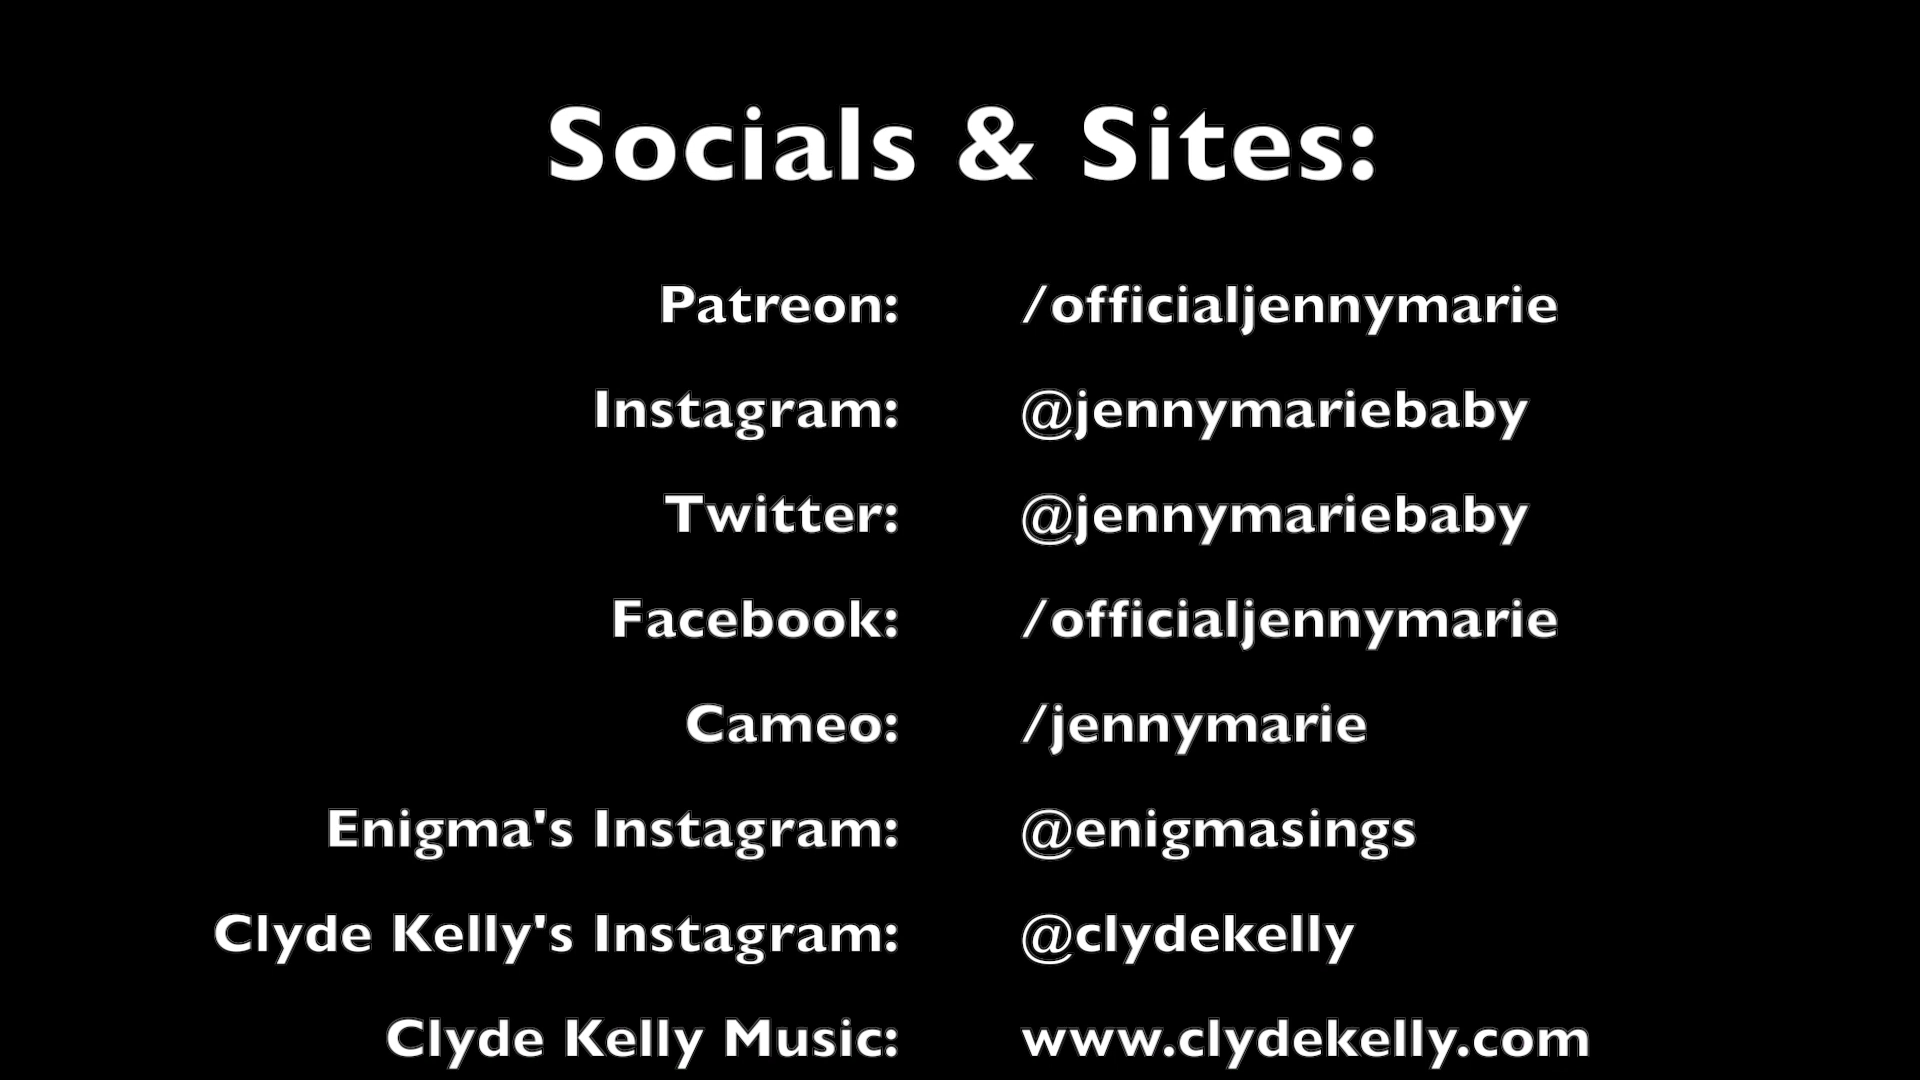 Socials & Sites:
Patreon: /officialjennymarie
Instagram: @jennymariebaby
Twitter: @jennymariebaby
Facebook: /officialjennymarie
Cameo: /jennymarie
Enigma's Instagram: @enigmasings
Clyde Kelly's Instagram: @clydekelly
Clyde Kelly Music: www.clydekelly.com